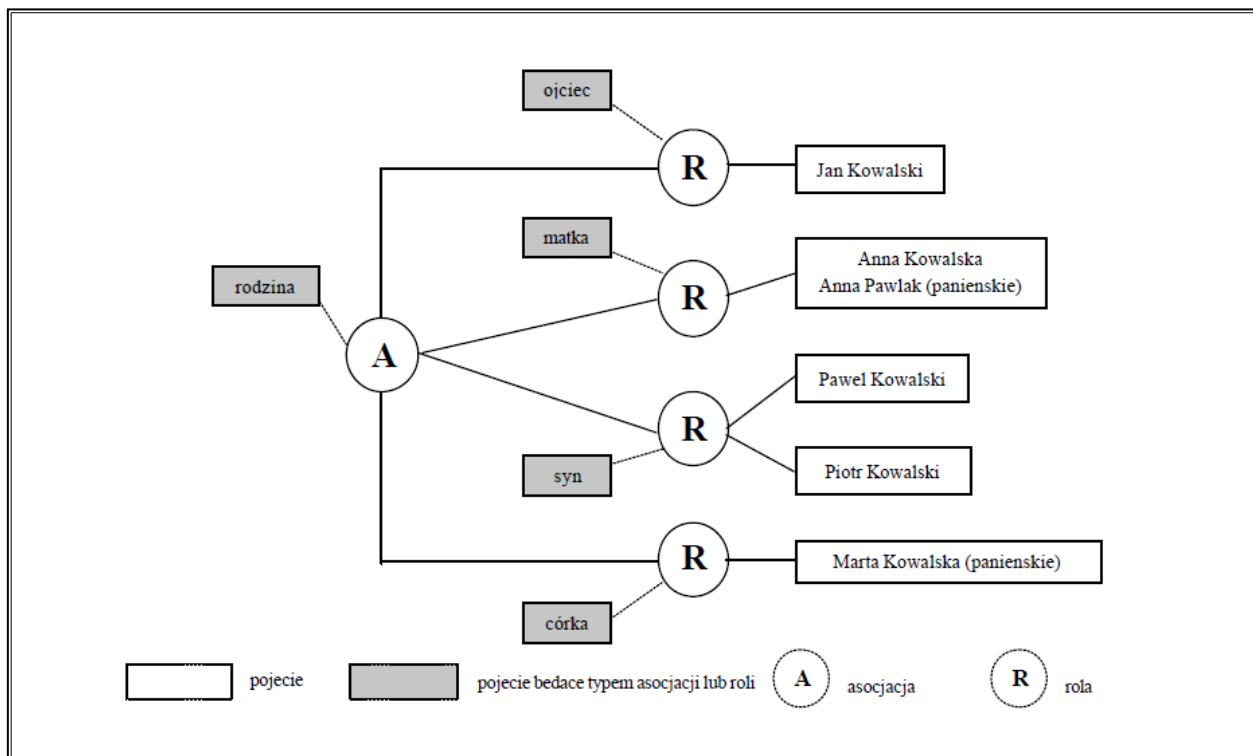 ojciec
R
Jan Kowalski
matka
R
Anna Kowalska
Anna Pawlak (panienskie)
rodzina
A
Pawel Kowalski
R
syn
Piotr Kowalski
R
Marta Kowalska (panienskie)
córka
pojecie
pojecie bedace typem asocjacji lub roli
A
asocjacja
R
rola